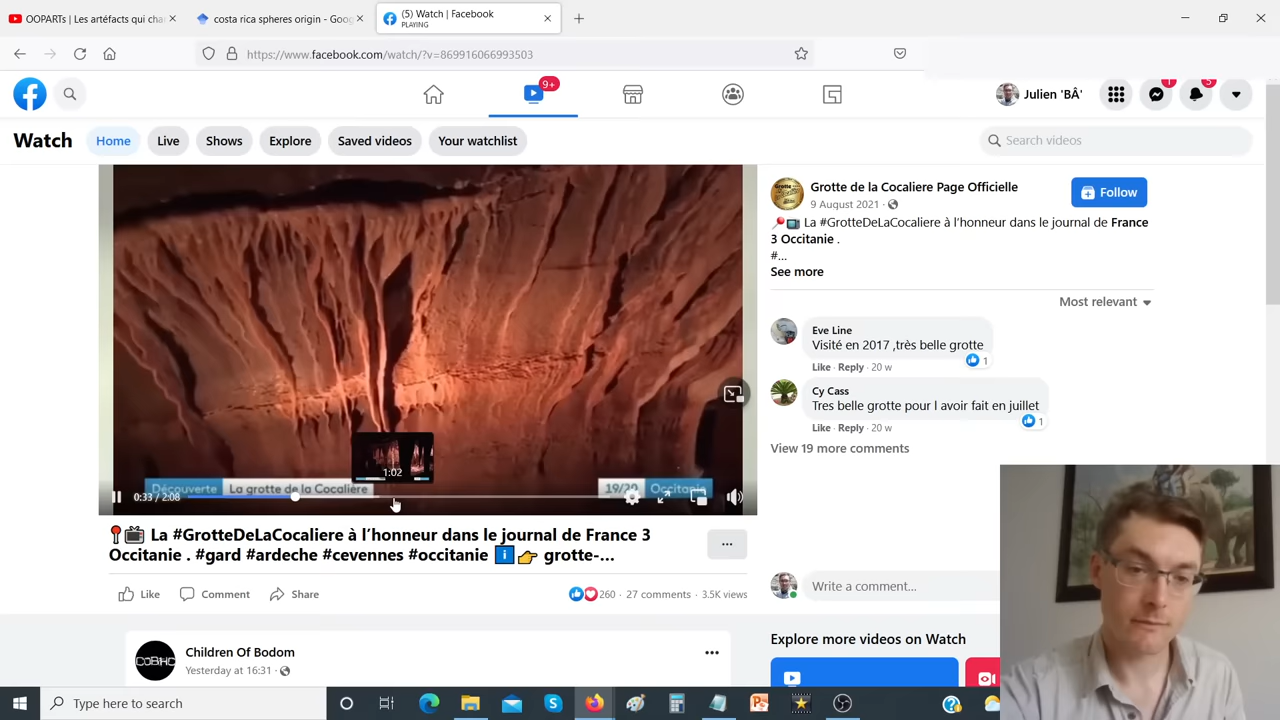 OOPARTs | Les artéfacts qui cha
costa rica spheres origin - Goo
(5) Watch | Facebook
PLAYING
https://www.facebook.com/watch/?v=869916066993503
9+
Julien 'BÂ'
1
Watch
Home
Live
Shows
Explore
Saved videos
Your watchlist
Search videos
1:02
Découverte
La grotte de la Cocalière
19/20
Occitanie
0:33 / 2:08
La #GrotteDeLaCocaliere à l'honneur dans le journal de France 3
Occitanie . #gard #ardeche #cevennes #occitanie grotte-...
Like
Comment
Share
260 · 27 comments · 3.5K views
Children Of Bodom
Yesterday at 16:31 ·
Grotte de la Cocaliere Page Officielle
9 August 2021 ·
Follow
La #GrotteDeLaCocaliere à l'honneur dans le journal de France
3 Occitanie .
#...
See more
Most relevant
Eve Line
Visité en 2017 ,très belle grotte
1
Like · Reply · 20 w
Cy Cass
Tres belle grotte pour l avoir fait en juillet
1
Like · Reply · 20 w
View 19 more comments
Write a comment...
Explore more videos on Watch
Type here to search